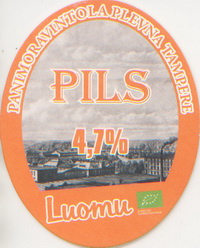 PANIMORAVINTOLA PLEVNA TAMPERE
PILS
4,7%
Luomu